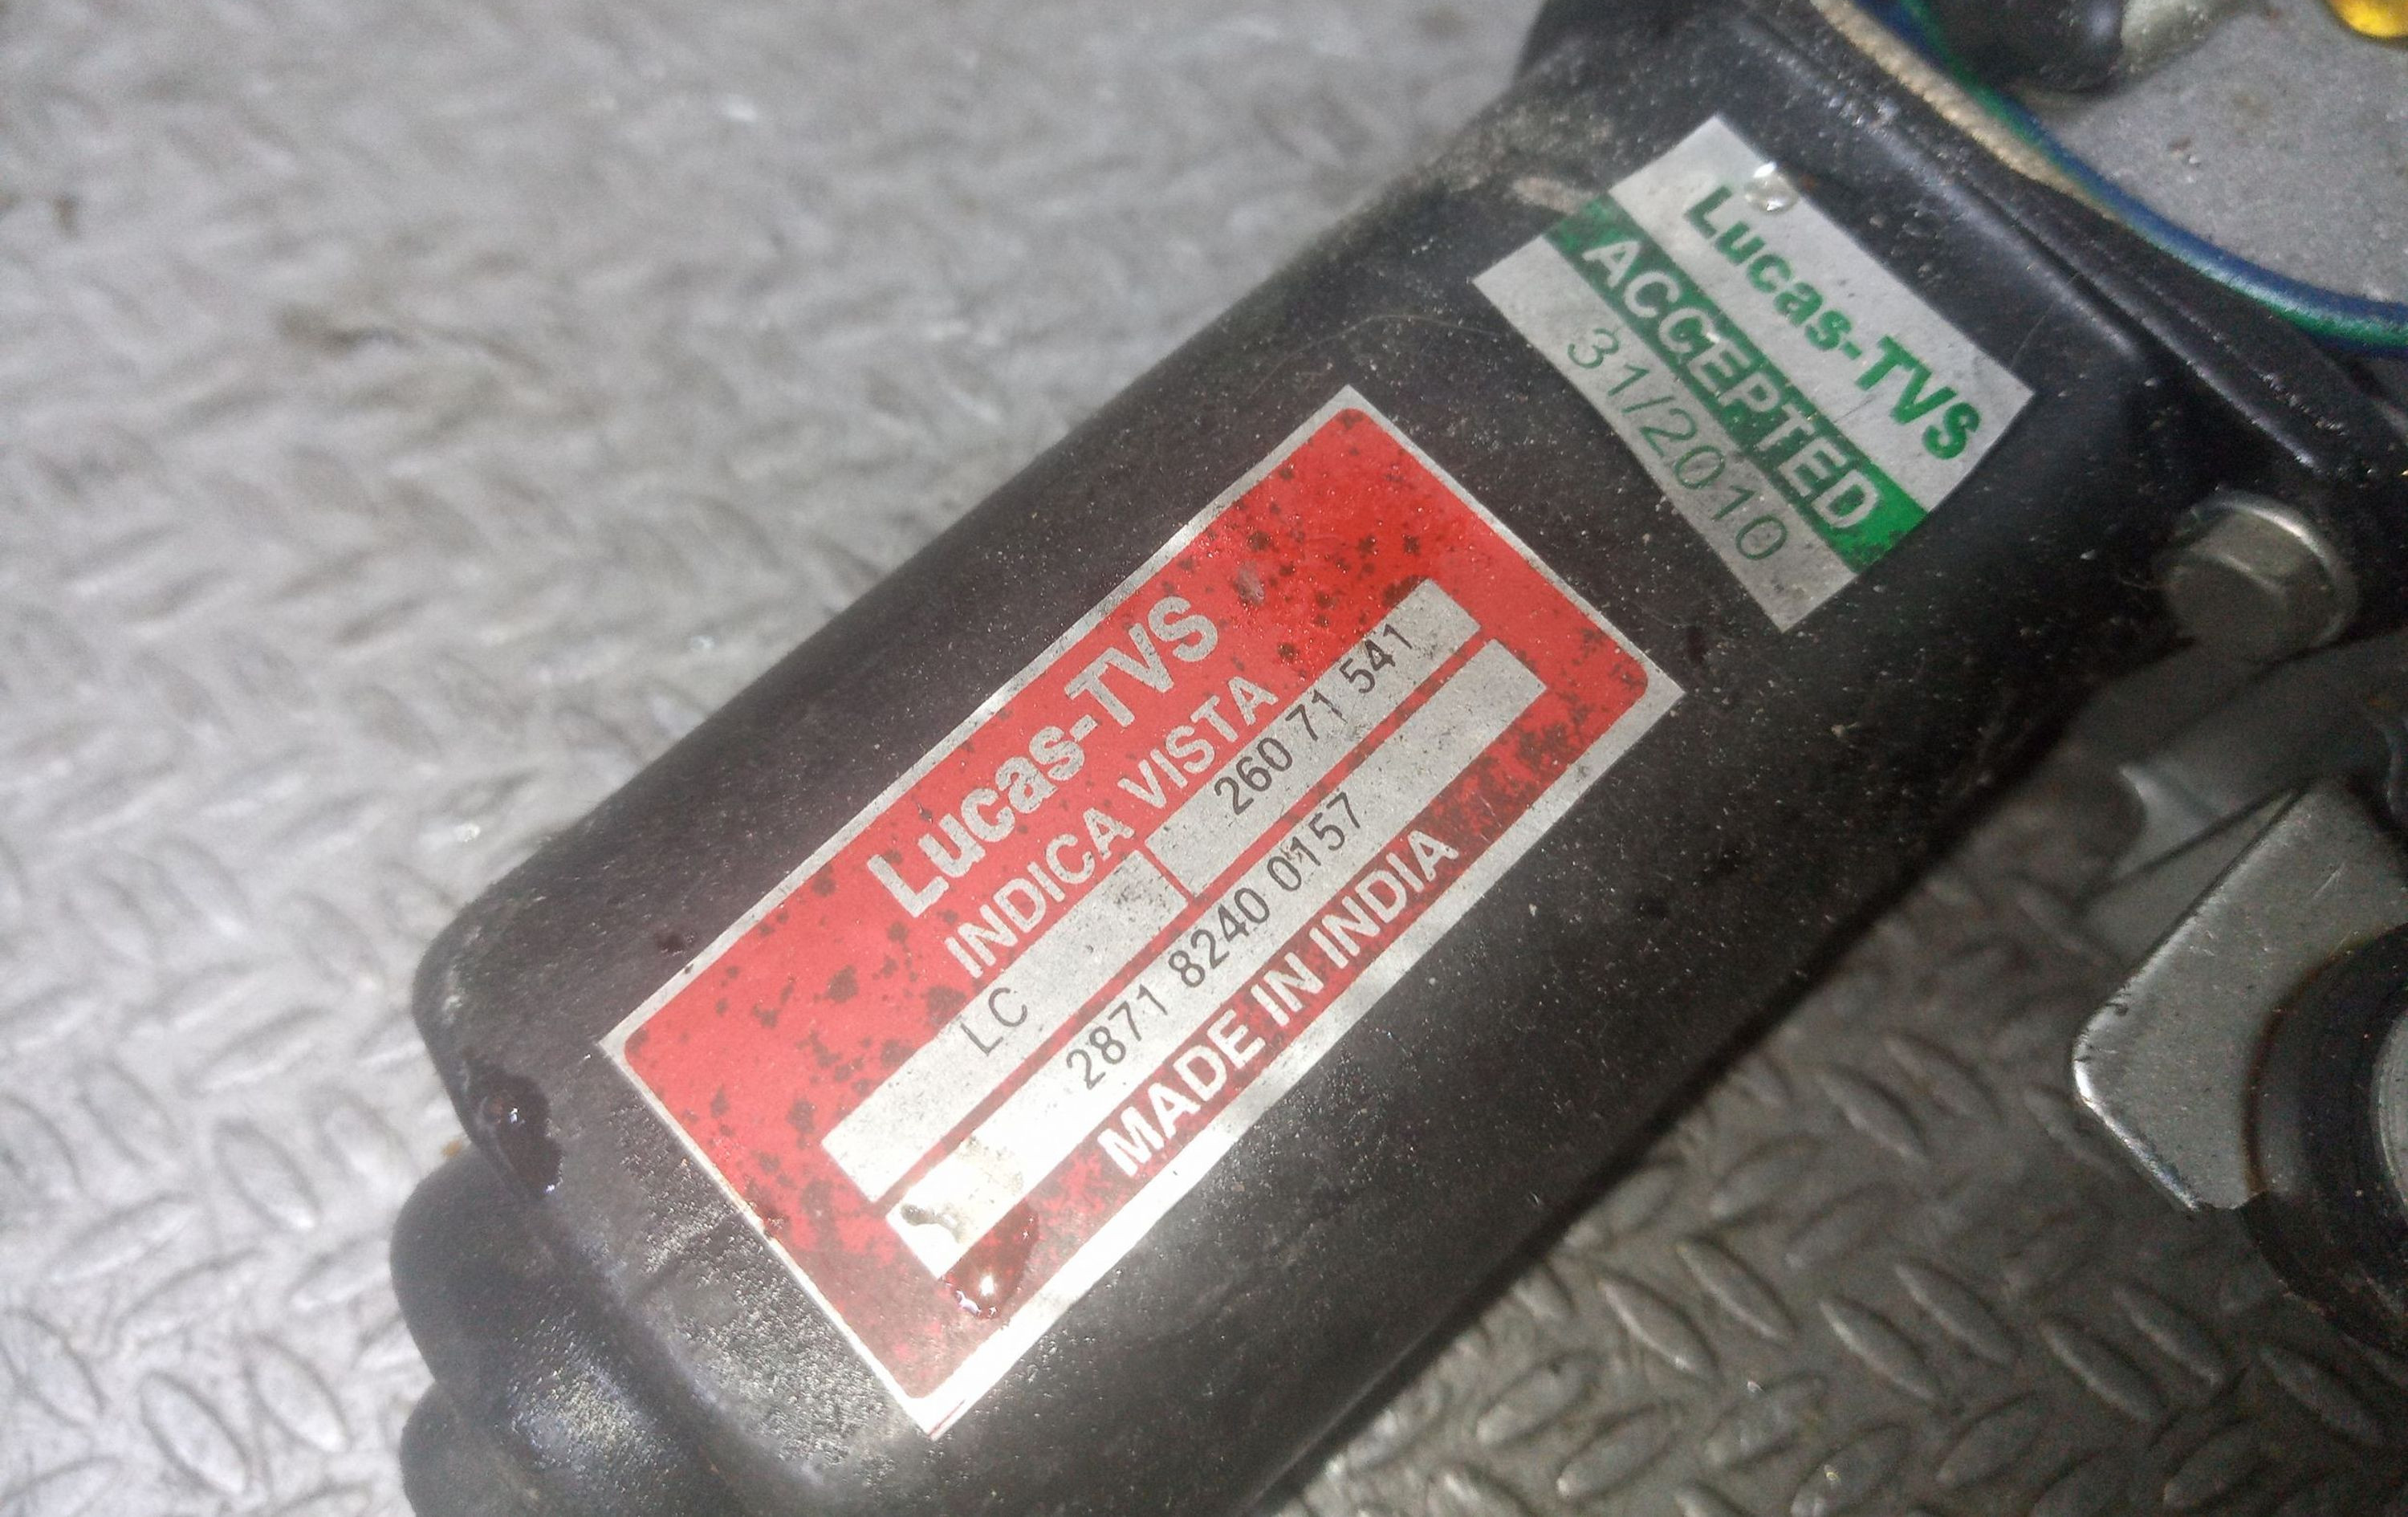 Lucas-TVS
ACCEPTED
31/2010
Lucas-TVS
INDICA VISTA
LC 260 71 541
2871 8240 0157
MADE IN INDIA